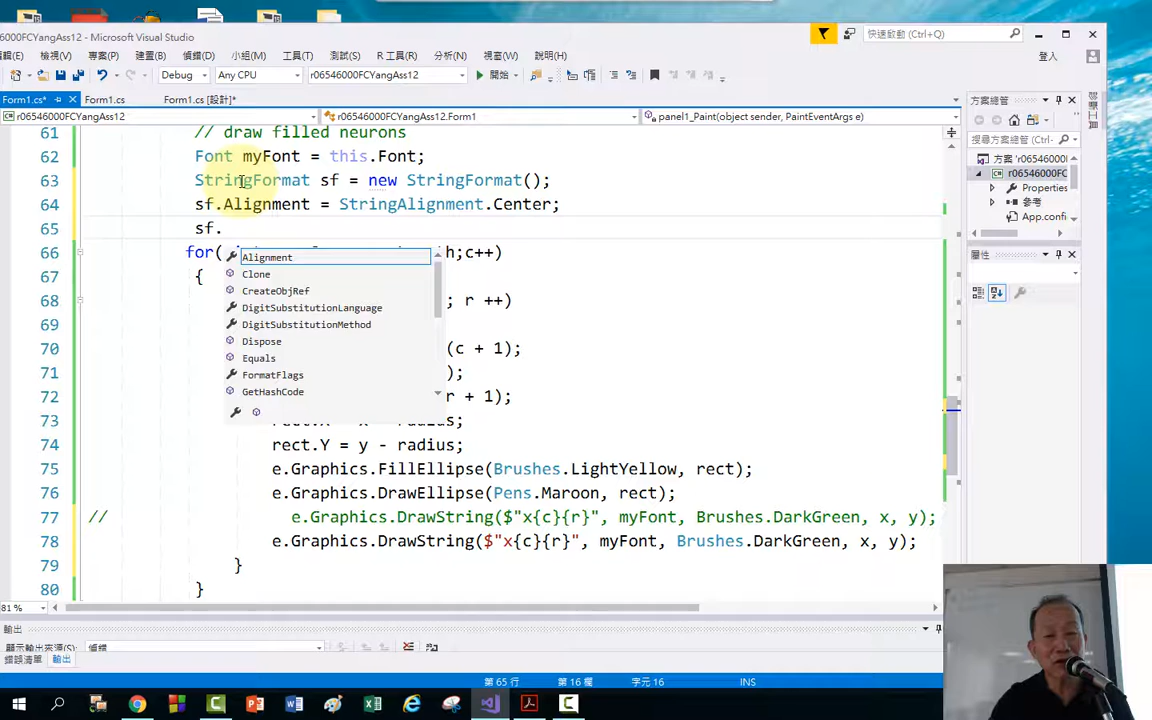 6000FCYangAss12 - Microsoft Visual Studio
快速啟動 (Ctrl+Q)
檢視(V) 專案(P) 建置(B) 偵錯(D) 小組(M) 工具(T) 測試(S) R 工具(R) 分析(N) 視窗(W) 說明(H)
登入
Debug Any CPU r06546000FCYangAss12 開始
Form1.cs* Form1.cs Form1.cs [設計]*
r06546000FCYangAss12 r06546000FCYangAss12.Form1 panel1_Paint(object sender, PaintEventArgs e)
61 // draw filled neurons
62 Font myFont = this.Font;
63 StringFormat sf = new StringFormat();
64 sf.Alignment = StringAlignment.Center;
65 sf.
66 for( h;c++)
67 {
68 ; r ++)
70 (c + 1);
71 );
72 r + 1);
73 radius;
74 rect.Y = y - radius;
75 e.Graphics.FillEllipse(Brushes.LightYellow, rect);
76 e.Graphics.DrawEllipse(Pens.Maroon, rect);
77 // e.Graphics.DrawString($"x{c}{r}", myFont, Brushes.DarkGreen, x, y);
78 e.Graphics.DrawString($"x{c}{r}", myFont, Brushes.DarkGreen, x, y);
79 }
80 }
Alignment
Clone
CreateObjRef
DigitSubstitutionLanguage
DigitSubstitutionMethod
Dispose
Equals
FormatFlags
GetHashCode
81 %
方案總管
搜尋方案總管
方案 'r06546000FC
r06546000FC
Properties
參考
App.confi
屬性
輸出
顯示輸出來源(S): 偵錯
錯誤清單 輸出
第 65 行 第 16 欄 字元 16 INS